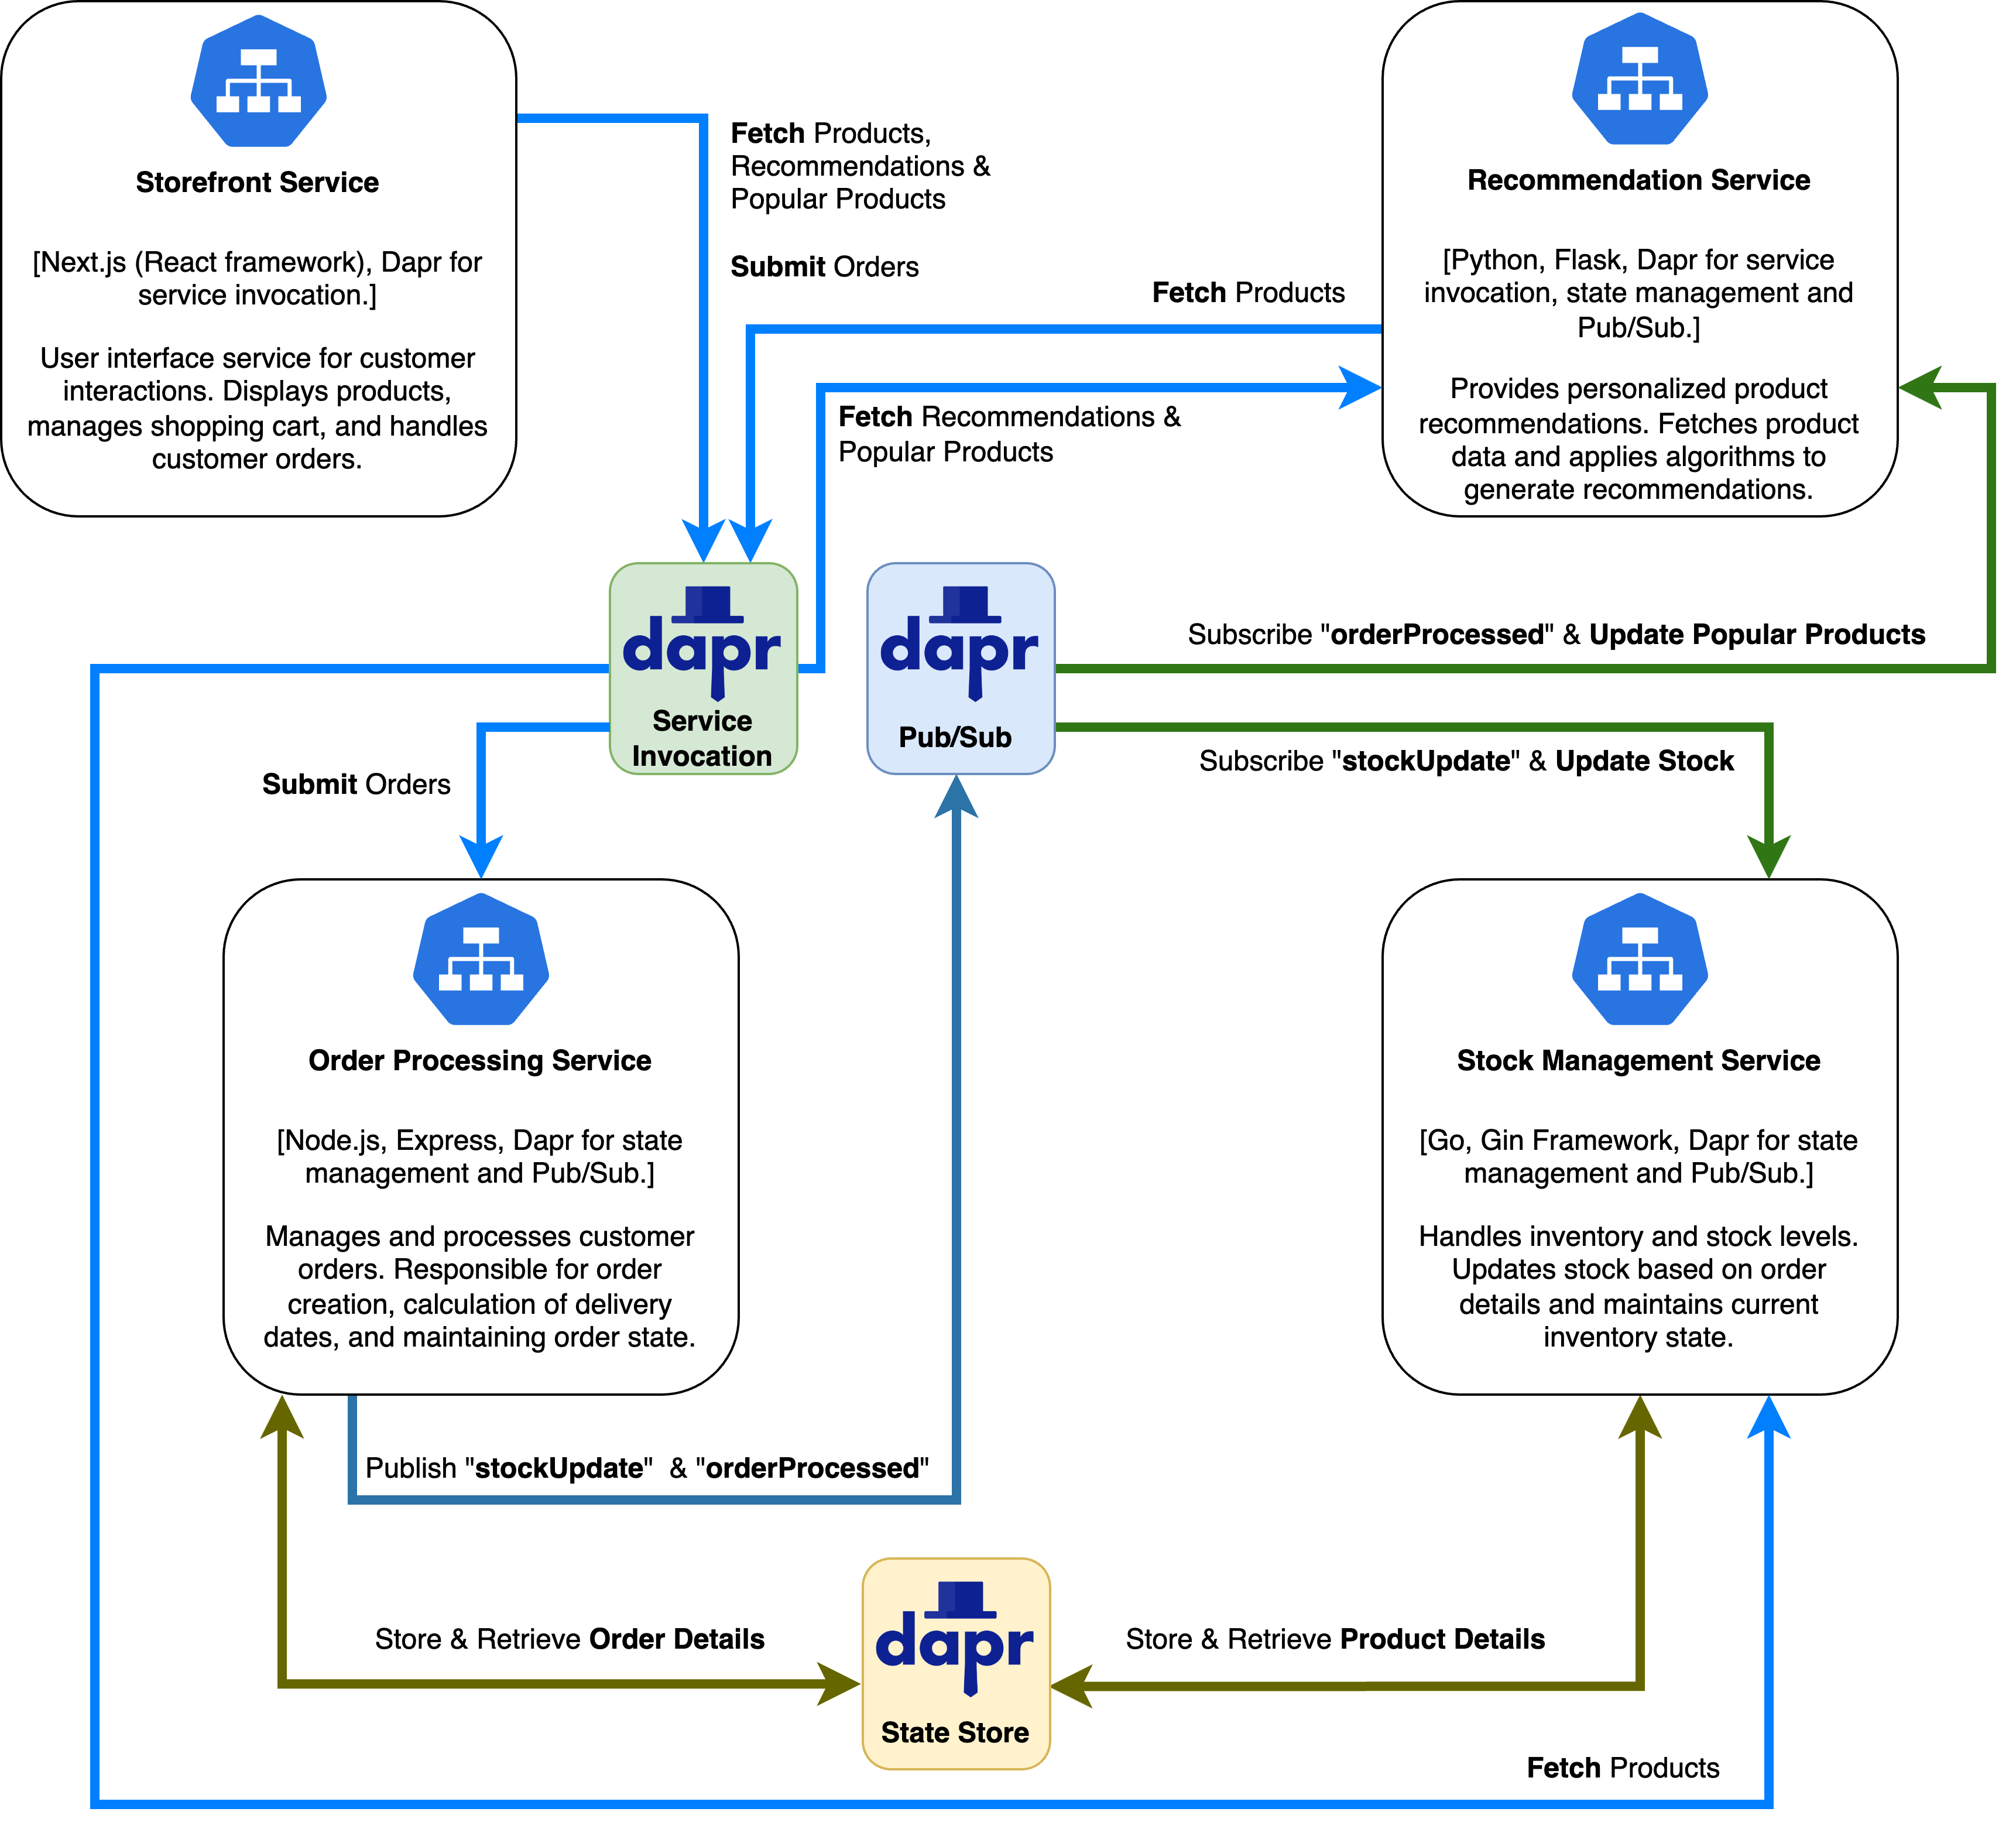 Storefront Service
[Next.js (React framework), Dapr for
service invocation.]
User interface service for customer
interactions. Displays products,
manages shopping cart, and handles
customer orders.
Fetch Products,
Recommendations &
Popular Products
Submit Orders
Recommendation Service
[Python, Flask, Dapr for service
invocation, state management and
Pub/Sub.]
Provides personalized product
recommendations. Fetches product
data and applies algorithms to
generate recommendations.
Fetch Products
Fetch Recommendations &
Popular Products
dapr
Service
Invocation
dapr
Pub/Sub
Subscribe "orderProcessed" & Update Popular Products
Subscribe "stockUpdate" & Update Stock
Submit Orders
Order Processing Service
[Node.js, Express, Dapr for state
management and Pub/Sub.]
Manages and processes customer
orders. Responsible for order
creation, calculation of delivery
dates, and maintaining order state.
Stock Management Service
[Go, Gin Framework, Dapr for state
management and Pub/Sub.]
Handles inventory and stock levels.
Updates stock based on order
details and maintains current
inventory state.
Publish "stockUpdate"  & "orderProcessed"
Store & Retrieve Order Details
dapr
State Store
Store & Retrieve Product Details
Fetch Products